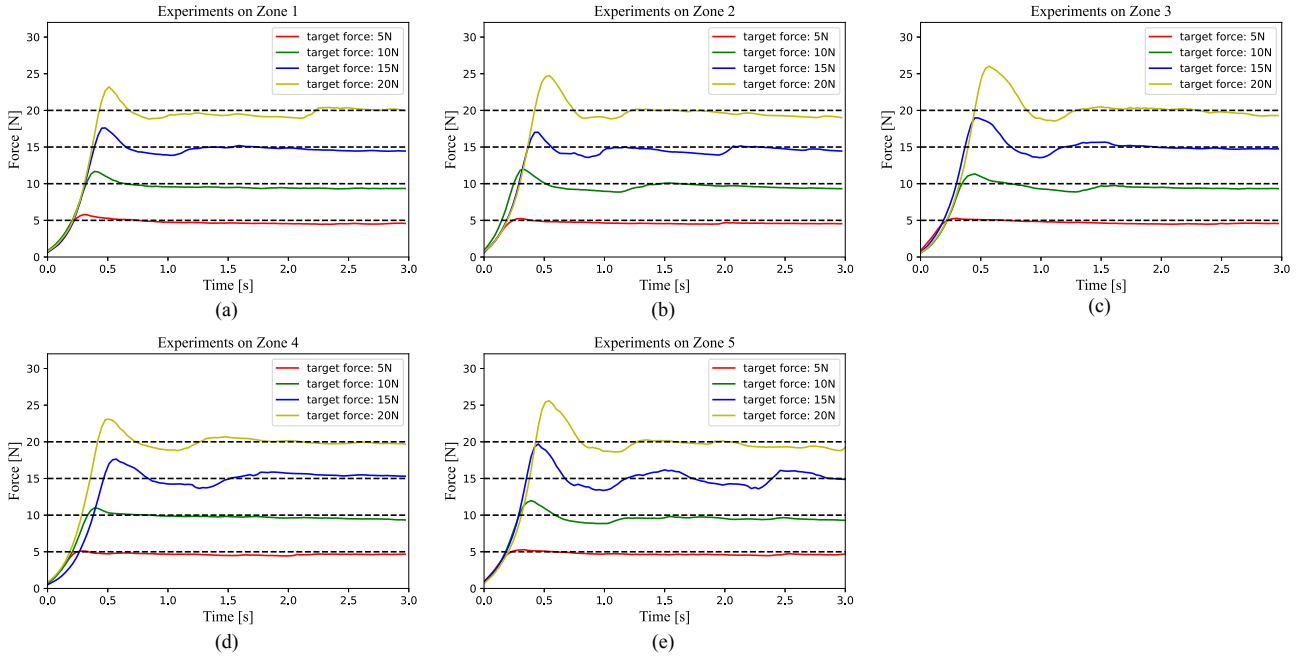 Experiments on Zone 1
target force: 5N
target force: 10N
target force: 15N
target force: 20N
Force [N]
30
25
20
15
10
5
0
0.0 0.5 1.0 1.5 2.0 2.5 3.0
Time [s]
(a)
Experiments on Zone 2
target force: 5N
target force: 10N
target force: 15N
target force: 20N
Force [N]
30
25
20
15
10
5
0
0.0 0.5 1.0 1.5 2.0 2.5 3.0
Time [s]
(b)
Experiments on Zone 3
target force: 5N
target force: 10N
target force: 15N
target force: 20N
Force [N]
30
25
20
15
10
5
0
0.0 0.5 1.0 1.5 2.0 2.5 3.0
Time [s]
(c)
Experiments on Zone 4
target force: 5N
target force: 10N
target force: 15N
target force: 20N
Force [N]
30
25
20
15
10
5
0
0.0 0.5 1.0 1.5 2.0 2.5 3.0
Time [s]
(d)
Experiments on Zone 5
target force: 5N
target force: 10N
target force: 15N
target force: 20N
Force [N]
30
25
20
15
10
5
0
0.0 0.5 1.0 1.5 2.0 2.5 3.0
Time [s]
(e)